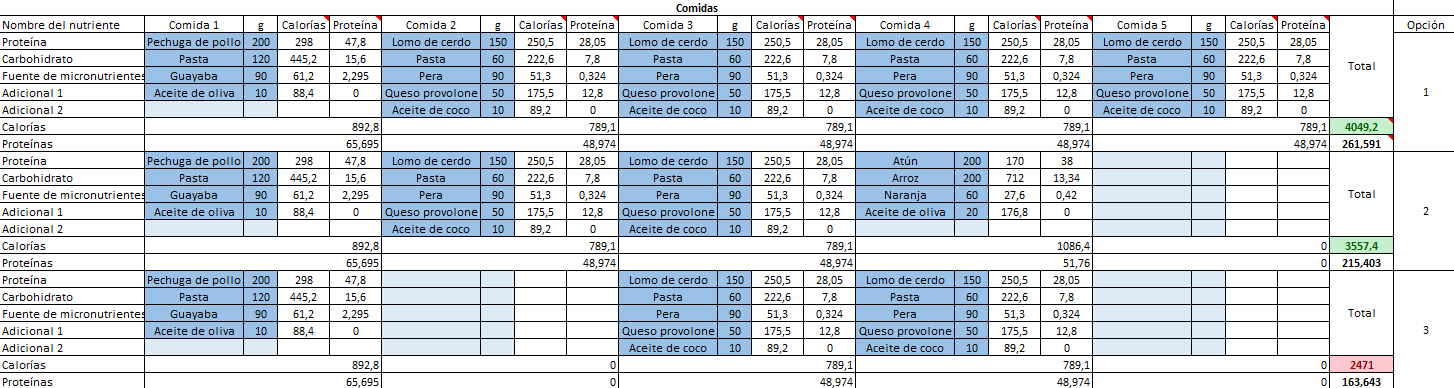 Comidas
Nombre del nutriente Comida 1 g Calorías Proteína Comida 2 g Calorías Proteína Comida 3 g Calorías Proteína Comida 4 g Calorías Proteína Comida 5 g Calorías Proteína Total Opción
Proteína Pechuga de pollo 200 298 47,8 Lomo de cerdo 150 250,5 28,05 Lomo de cerdo 150 250,5 28,05 Lomo de cerdo 150 250,5 28,05 Lomo de cerdo 150 250,5 28,05
Carbohidrato Pasta 120 445,2 15,6 Pasta 60 222,6 7,8 Pasta 60 222,6 7,8 Pasta 60 222,6 7,8 Pasta 60 222,6 7,8
Fuente de micronutrientes Guayaba 90 61,2 2,295 Pera 90 51,3 0,324 Pera 90 51,3 0,324 Pera 90 51,3 0,324 Pera 90 51,3 0,324
Adicional 1 Aceite de oliva 10 88,4 0 Queso provolone 50 175,5 12,8 Queso provolone 50 175,5 12,8 Queso provolone 50 175,5 12,8 Queso provolone 50 175,5 12,8 1
Adicional 2 Aceite de coco 10 89,2 0 Aceite de coco 10 89,2 0 Aceite de coco 10 89,2 0 Aceite de coco 10 89,2 0
Calorías 892,8 789,1 789,1 789,1 789,1 4049,2
Proteínas 65,695 48,974 48,974 48,974 48,974 261,591
Proteína Pechuga de pollo 200 298 47,8 Lomo de cerdo 150 250,5 28,05 Lomo de cerdo 150 250,5 28,05 Atún 200 170 38
Carbohidrato Pasta 120 445,2 15,6 Pasta 60 222,6 7,8 Pasta 60 222,6 7,8 Arroz 200 712 13,34
Fuente de micronutrientes Guayaba 90 61,2 2,295 Pera 90 51,3 0,324 Pera 90 51,3 0,324 Naranja 60 27,6 0,42 Total
Adicional 1 Aceite de oliva 10 88,4 0 Queso provolone 50 175,5 12,8 Queso provolone 50 175,5 12,8 Aceite de oliva 20 176,8 0 2
Adicional 2 Aceite de coco 10 89,2 0 Aceite de coco 10 89,2 0
Calorías 892,8 789,1 789,1 1086,4 0 3557,4
Proteínas 65,695 48,974 48,974 51,76 0 215,403
Proteína Pechuga de pollo 200 298 47,8 Lomo de cerdo 150 250,5 28,05 Lomo de cerdo 150 250,5 28,05
Carbohidrato Pasta 120 445,2 15,6 Pasta 60 222,6 7,8 Pasta 60 222,6 7,8
Fuente de micronutrientes Guayaba 90 61,2 2,295 Pera 90 51,3 0,324 Pera 90 51,3 0,324 Total
Adicional 1 Aceite de oliva 10 88,4 0 Queso provolone 50 175,5 12,8 Queso provolone 50 175,5 12,8 3
Adicional 2 Aceite de coco 10 89,2 0 Aceite de coco 10 89,2 0
Calorías 892,8 0 789,1 789,1 0 2471
Proteínas 65,695 0 48,974 48,974 0 163,643